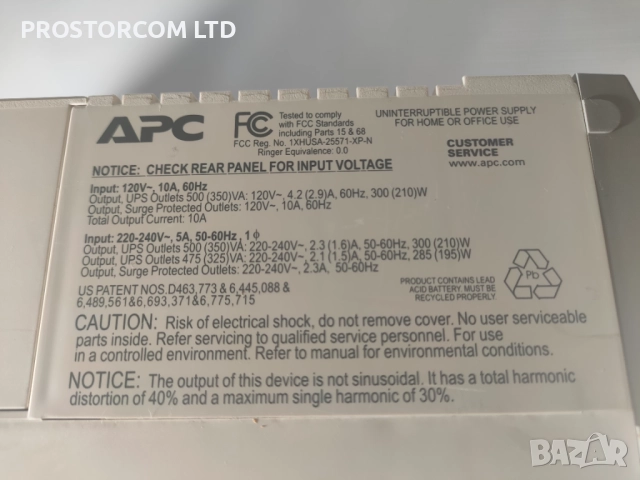 PROSTORCOM LTD
APC
FC
Tested to comply
with FCC Standards
including Parts 15 & 68
FCC Reg. No. 1XHUSA-25571-XP-N
Ringer Equivalence: 0.0
UNINTERRUPTIBLE POWER SUPPLY
FOR HOME OR OFFICE USE
CUSTOMER
SERVICE
www.apc.com
NOTICE: CHECK REAR PANEL FOR INPUT VOLTAGE
Input: 120V~, 10A, 60Hz
Output, UPS Outlets 500 (350)VA: 120V~, 4.2 (2.9)A, 60Hz, 300 (210)W
Output, Surge Protected Outlets: 120V~, 10A, 60Hz
Total Output Current: 10A
Input: 220-240V~, 5A, 50-60Hz, 1ϕ
Output, UPS Outlets 500 (350)VA: 220-240V~, 2.3 (1.6)A, 50-60Hz, 300 (210)W
Output, UPS Outlets 475 (325)VA: 220-240V~, 2.1 (1.5)A, 50-60Hz, 285 (195)W
Output, Surge Protected Outlets: 220-240V~, 2.3A, 50-60Hz
US PATENT NOS.D463,773 & 6,445,088 &
6,489,561&6,693,371&6,775,715
PRODUCT CONTAINS LEAD
ACID BATTERY. MUST BE
RECYCLED PROPERLY
Pb
CAUTION: Risk of electrical shock, do not remove cover. No user serviceable
parts inside. Refer servicing to qualified service personnel. For use
in a controlled environment. Refer to manual for environmental conditions.
NOTICE: The output of this device is not sinusoidal. It has a total harmonic
distortion of 40% and a maximum single harmonic of 30%.
BAZAR